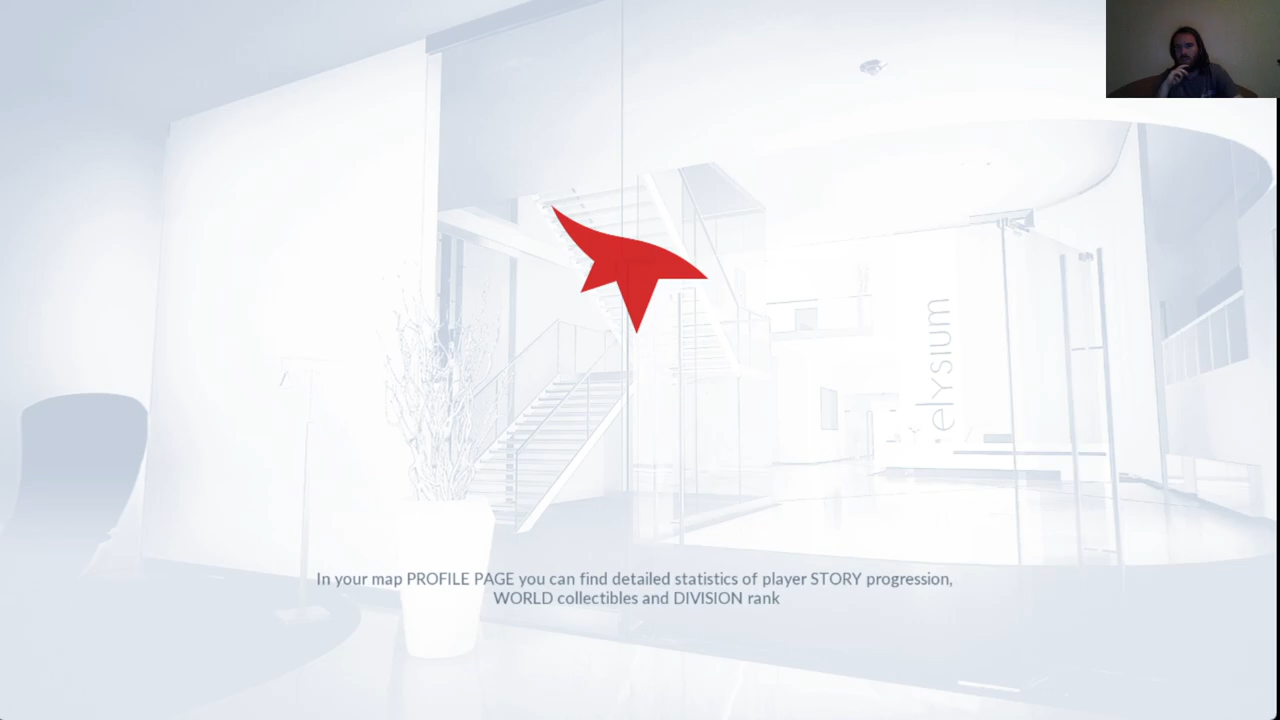 elysium
In your map PROFILE PAGE you can find detailed statistics of player STORY progression,
WORLD collectibles and DIVISION rank